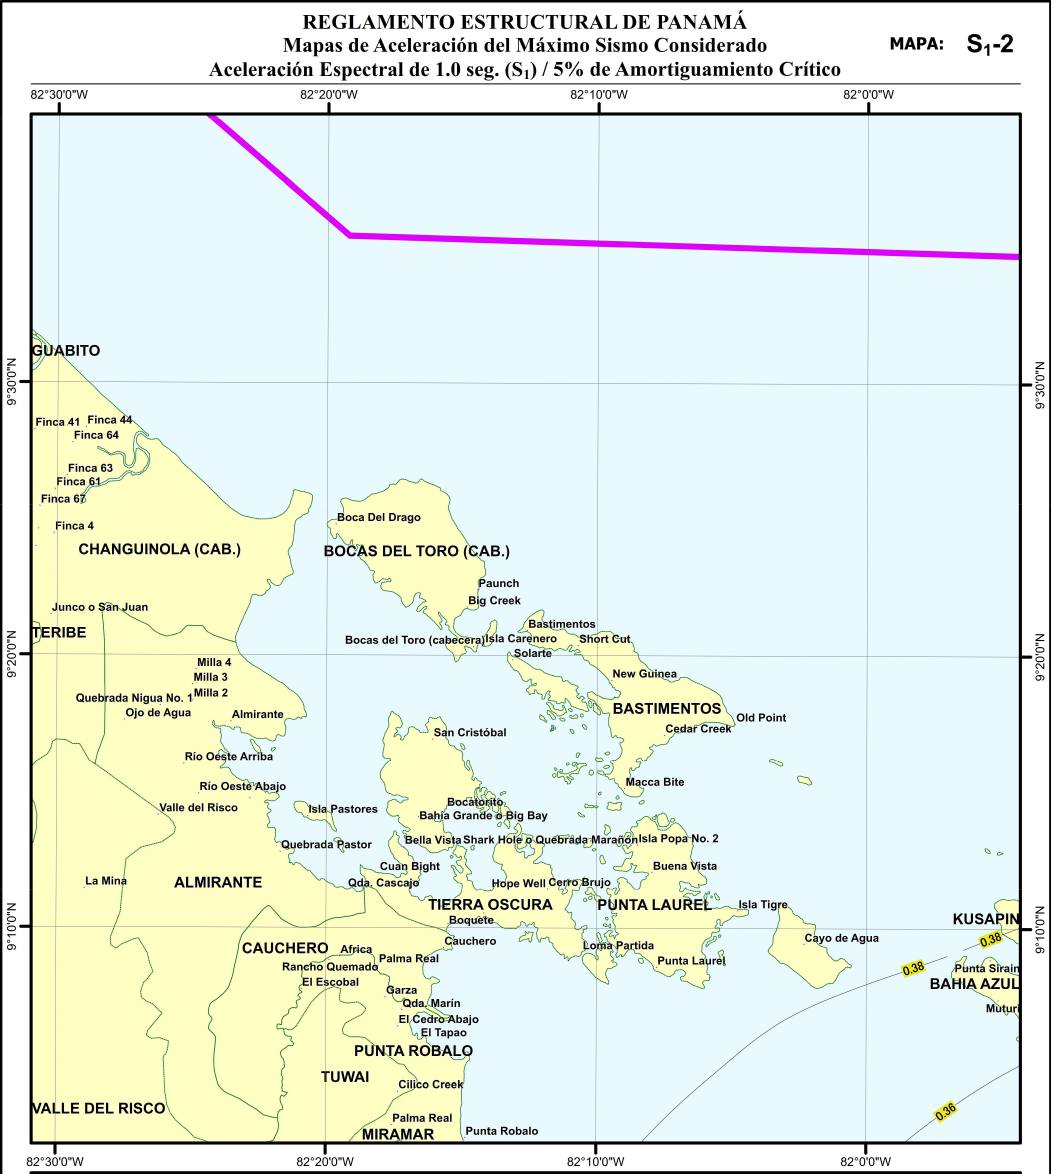 REGLAMENTO ESTRUCTURAL DE PANAMÁ
Mapas de Aceleración del Máximo Sismo Considerado
MAPA: S₁-2
Aceleración Espectral de 1.0 seg. (S₁) / 5% de Amortiguamiento Crítico
82°30'0"W 82°20'0"W 82°10'0"W 82°0'0"W
GUABITO
9°30'0"N 9°30'0"N
Finca 41 Finca 44
Finca 64
Finca 63
Finca 61
Finca 67
Boca Del Drago
Finca 4
CHANGUINOLA (CAB.) BOCAS DEL TORO (CAB.)
Paunch
Big Creek
Junco o San Juan
Bastimentos
TERIBE
Bocas del Toro (cabecera) Isla Carenero Short Cut
9°20'0"N Solarte 9°20'0"N
Milla 4
New Guinea
Milla 3
Milla 2
Quebrada Nigua No. 1
BASTIMENTOS
Ojo de Agua Almirante
Old Point
Cedar Creek
San Cristóbal
Río Oeste Arriba
Macca Bite
Río Oeste Abajo
Bocatorito
Valle del Risco Isla Pastores
Bahía Grande o Big Bay
Bella Vista Shark Hole o Quebrada Marañón Isla Popa No. 2
Quebrada Pastor
Cuan Bight Buena Vista
La Mina ALMIRANTE Qda. Cascajo Hope Well Cerro Brujo
TIERRA OSCURA PUNTA LAUREL Isla Tigre
Boquete KUSAPIN
9°10'0"N 9°10'0"N
Cayo de Agua 0.38
Cauchero
CAUCHERO Africa Loma Partida
Palma Real Punta Laurel
Rancho Quemado 0.38 Punta Sirain
El Escobal BAHIA AZUL
Garza
Qda. Marín
Muturi
El Cedro Abajo
El Tapao
PUNTA ROBALO
TUWAI
Cilico Creek
VALLE DEL RISCO 0.36
Palma Real
MIRAMAR Punta Robalo
82°30'0"W 82°20'0"W 82°10'0"W 82°0'0"W